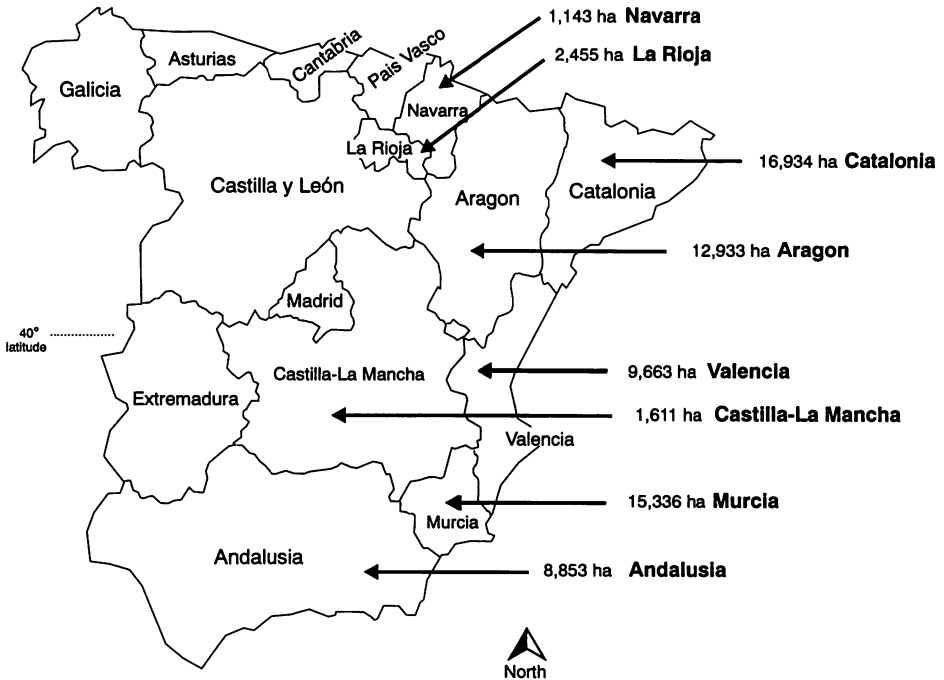 1,143 ha Navarra
2,455 ha La Rioja
Asturias
Cantabria
Pais Vasco
Galicia
Navarra
La Rioja
16,934 ha Catalonia
Castilla y León
Aragon
Catalonia
12,933 ha Aragon
Madrid
40°
latitude
9,663 ha Valencia
Castilla-La Mancha
Extremadura
1,611 ha Castilla-La Mancha
Valencia
15,336 ha Murcia
Murcia
Andalusia
8,853 ha Andalusia
North